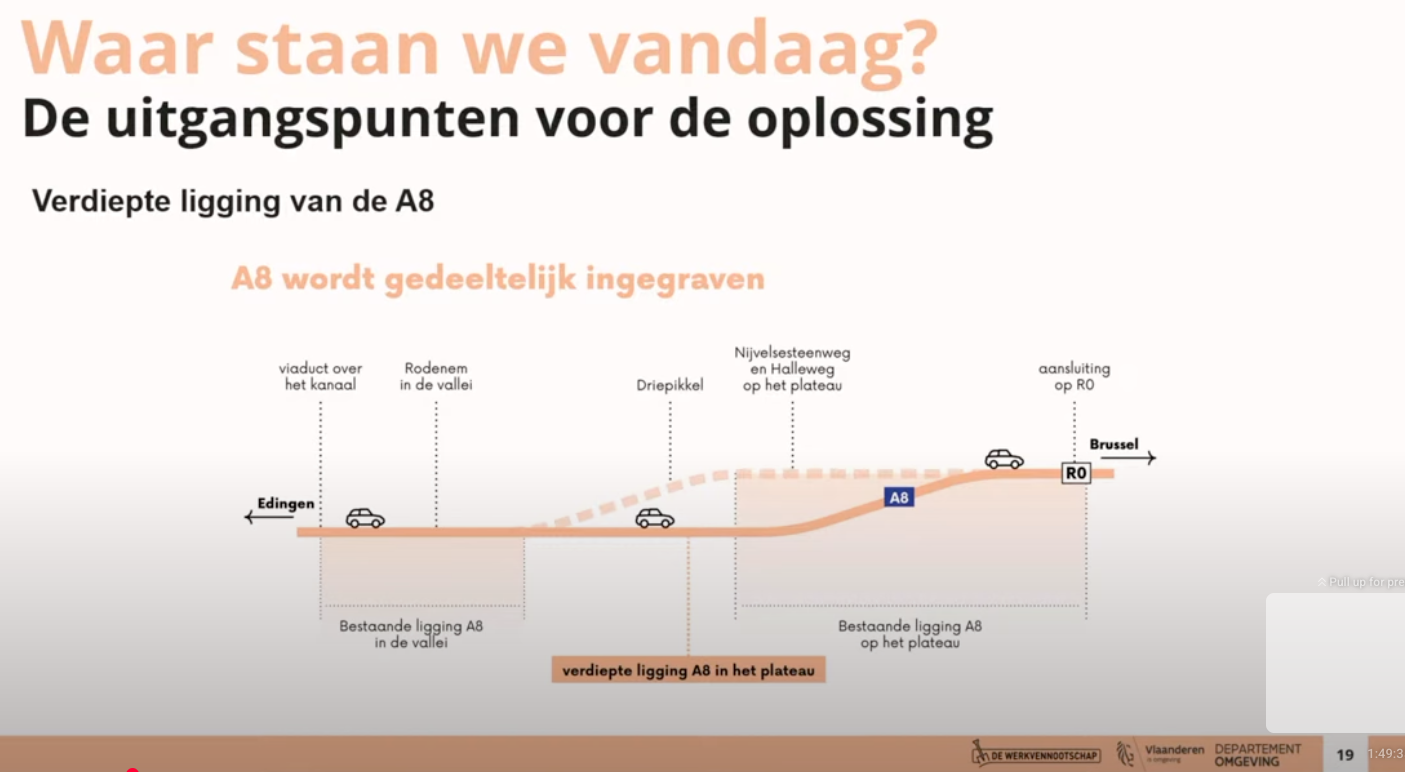 Waar staan we vandaag?
De uitgangspunten voor de oplossing
Verdiepte ligging van de A8
A8 wordt gedeeltelijk ingegraven
viaduct over
het kanaal
Rodenem
in de vallei
Driepikkel
Nijvelsesteenweg
en Halleweg
op het plateau
aansluiting
op R0
Brussel
R0
A8
Edingen
Bestaande ligging A8
in de vallei
Bestaande ligging A8
op het plateau
verdiepte ligging A8 in het plateau
Pull up for pre
DE WERKVENNOOTSCHAP
Vlaanderen
is omgeving
DEPARTEMENT
OMGEVING
19
1:49:3